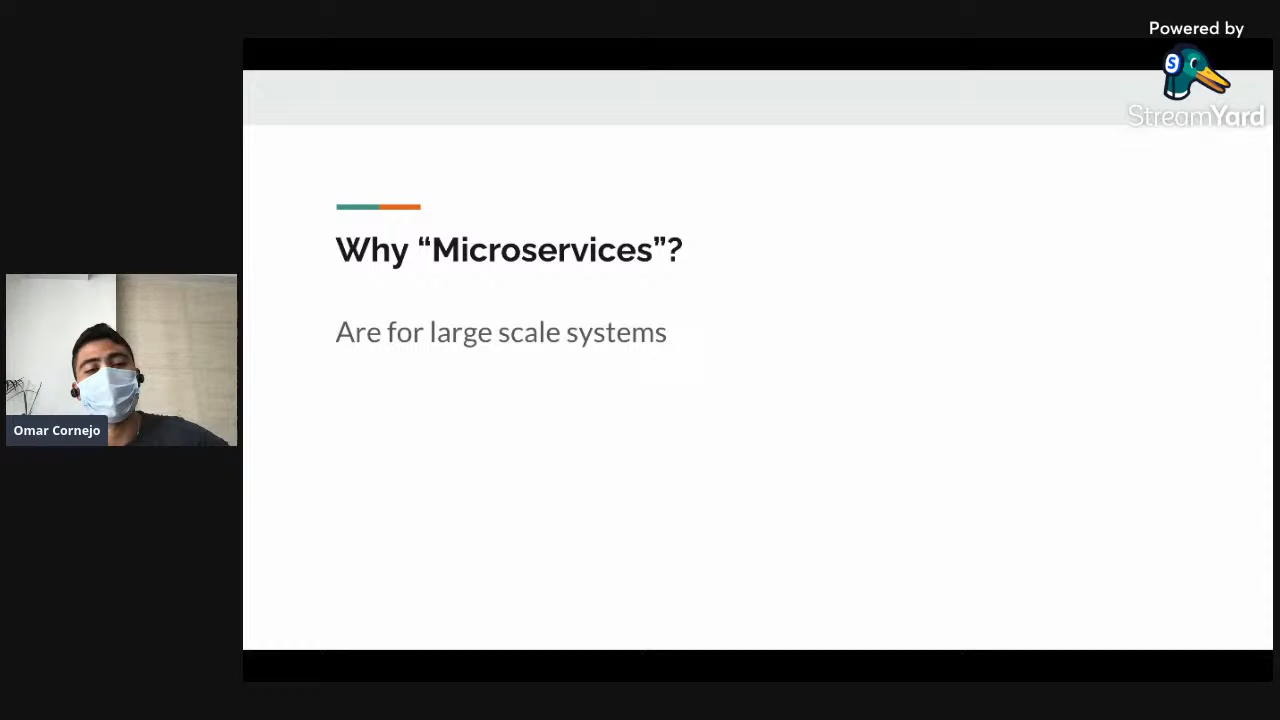 Powered by
S
StreamYard
Why “Microservices”?
Are for large scale systems
Omar Cornejo